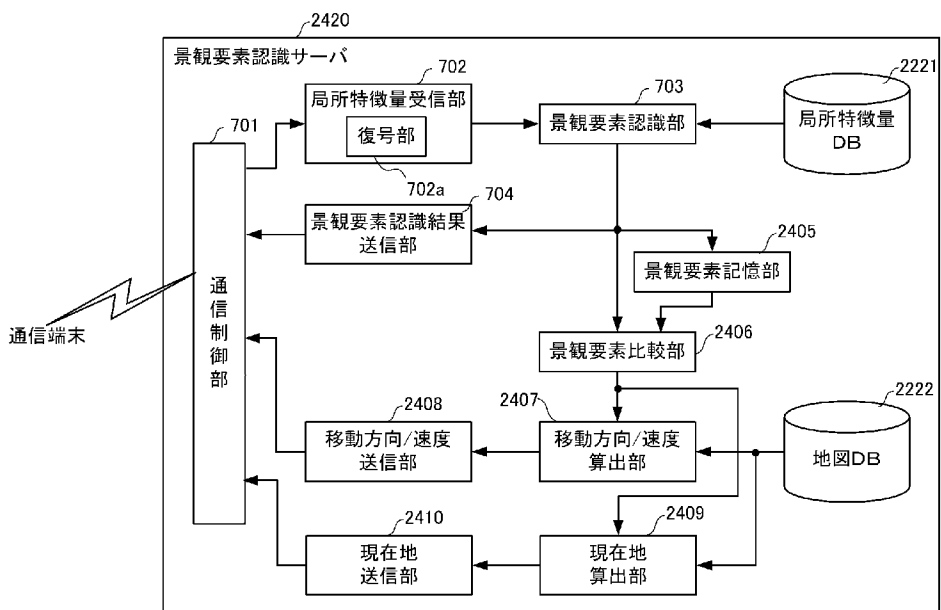 2420
景観要素認識サーバ
702
局所特徴量受信部
復号部
702a
703
景観要素認識部
2221
局所特徴量
DB
701
通信制御部
704
景観要素認識結果
送信部
2405
景観要素記憶部
通信端末
2406
景観要素比較部
2408
移動方向/速度
送信部
2407
移動方向/速度
算出部
2222
地図DB
2410
現在地
送信部
2409
現在地
算出部